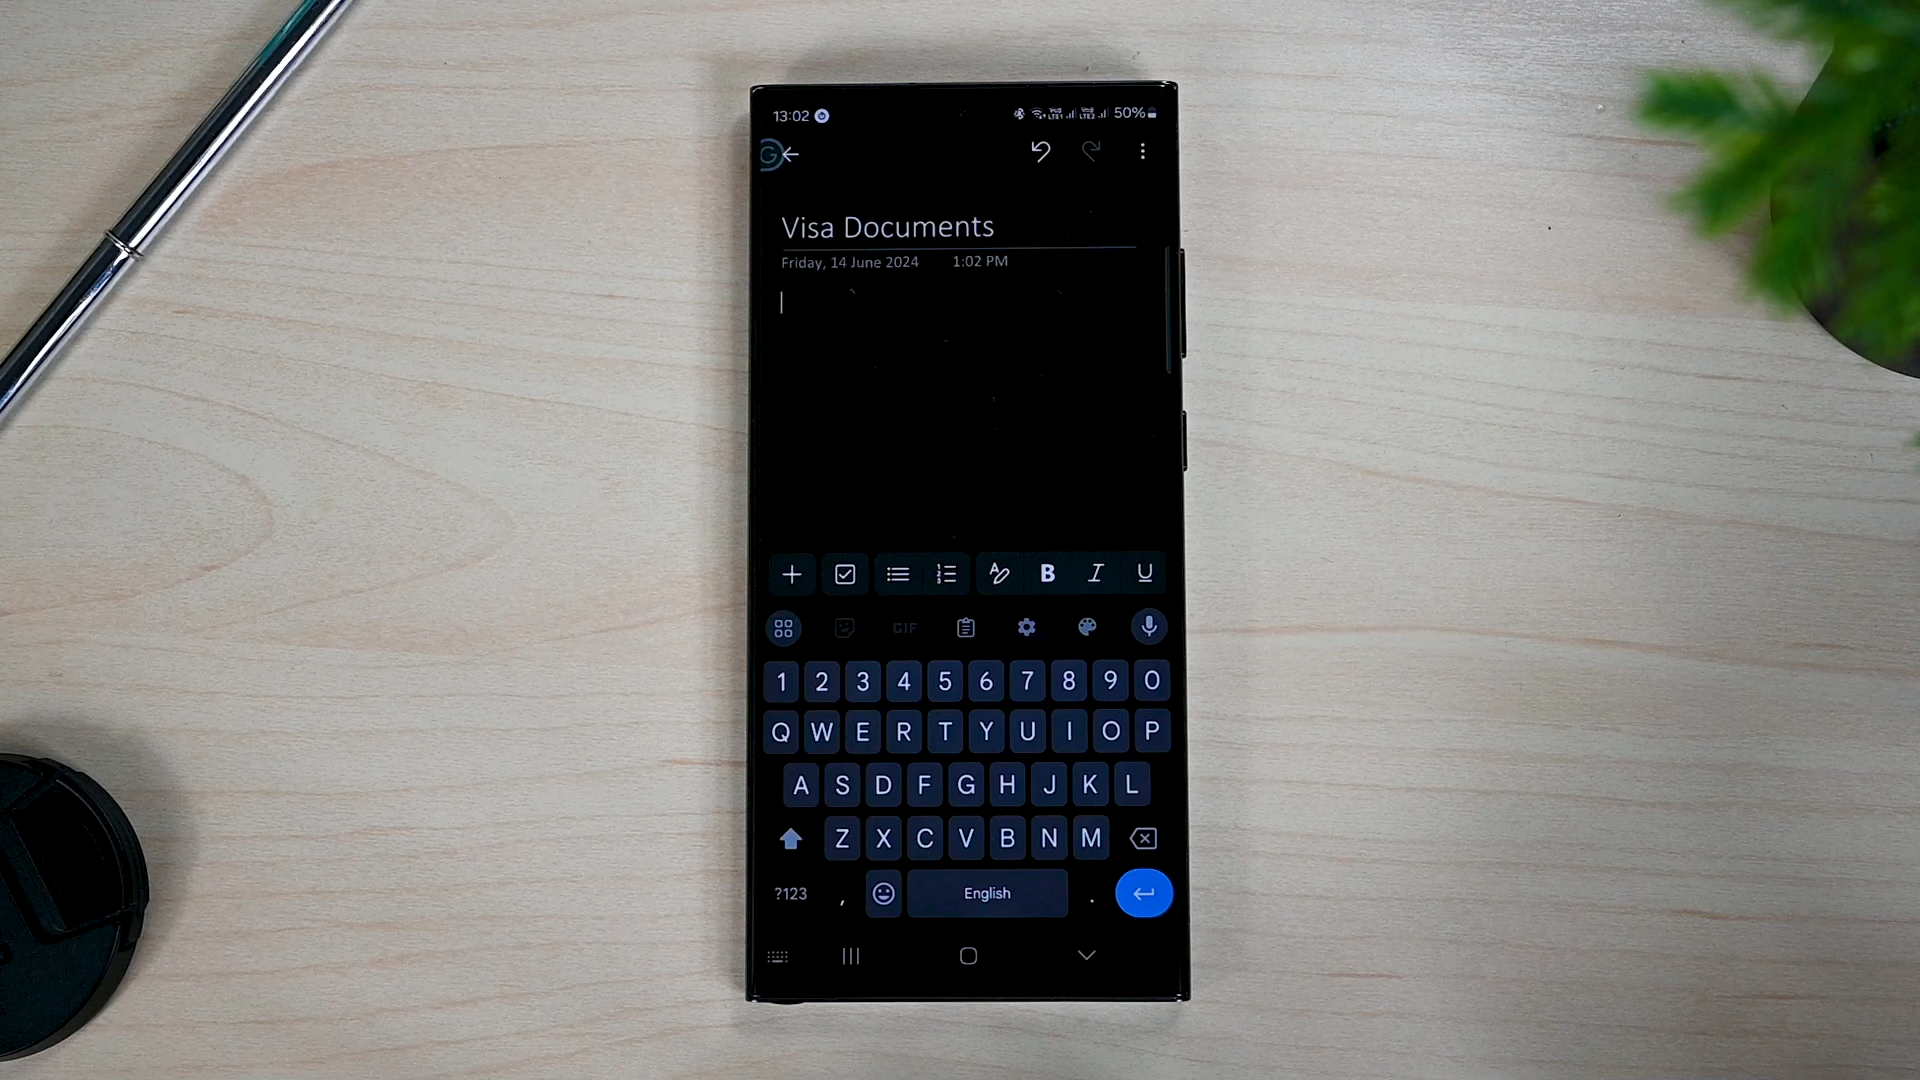 13:02 50%
Visa Documents
Friday, 14 June 2024 1:02 PM
B I U
GIF
1 2 3 4 5 6 7 8 9 0
Q W E R T Y U I O P
A S D F G H J K L
Z X C V B N M
?123 , English .